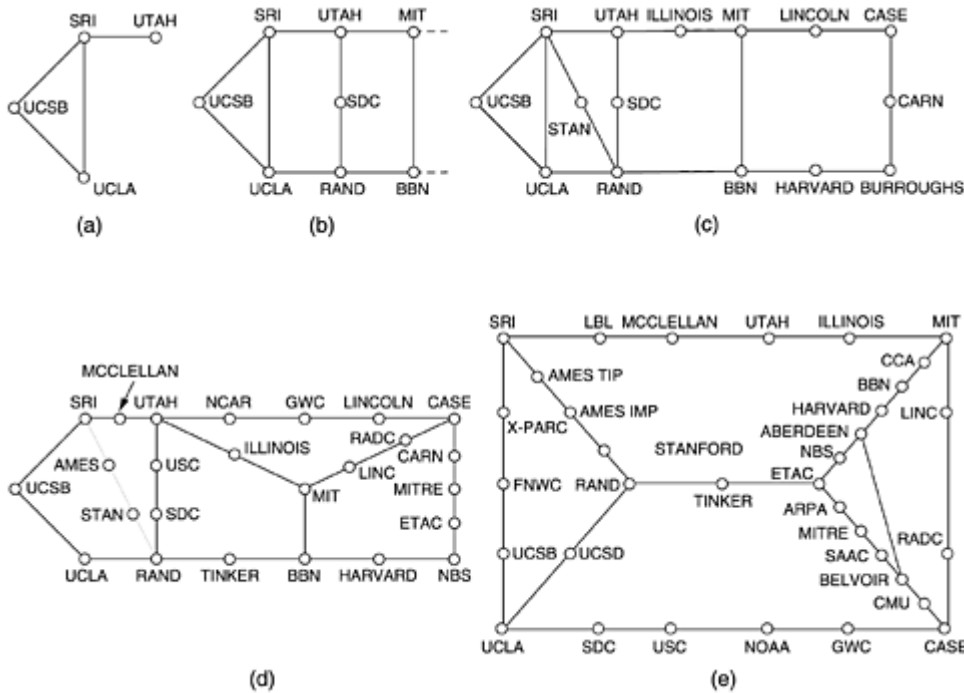 SRI UTAH
UCSB
UCLA
(a)
SRI UTAH MIT
UCSB SDC
UCLA RAND BBN
(b)
SRI UTAH ILLINOIS MIT LINCOLN CASE
UCSB STAN SDC CARN
UCLA RAND BBN HARVARD BURROUGHS
(c)
MCCLELLAN
SRI UTAH NCAR GWC LINCOLN CASE
ILLINOIS RADC
CARN
AMES USC LINC
UCSB MIT MITRE
STAN SDC ETAC
UCLA RAND TINKER BBN HARVARD NBS
(d)
SRI LBL MCCLELLAN UTAH ILLINOIS MIT
CCA
AMES TIP BBN
X-PARC AMES IMP HARVARD LINC
ABERDEEN
STANFORD NBS
FNWC RAND TINKER ETAC
ARPA
MITRE
UCSB UCSD SAAC RADC
BELVOIR
CMU
UCLA SDC USC NOAA GWC CASE
(e)